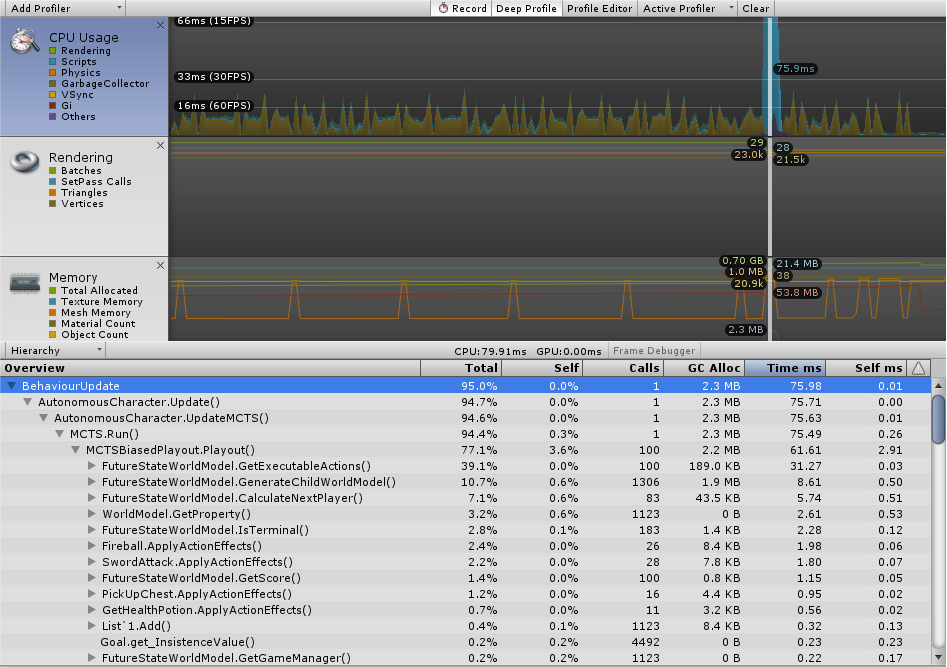 Add Profiler Record Deep Profile Profile Editor Active Profiler Clear
CPU Usage
Rendering
Scripts
Physics
GarbageCollector
VSync
Gi
Others
66ms (15FPS)
33ms (30FPS)
16ms (60FPS)
75.9ms
Rendering
Batches
SetPass Calls
Triangles
Vertices
29
23.0k
28
21.5k
Memory
Total Allocated
Texture Memory
Mesh Memory
Material Count
Object Count
0.70 GB
1.0 MB
20.9k
2.3 MB
21.4 MB
38
53.8 MB
Hierarchy CPU:79.91ms GPU:0.00ms Frame Debugger
Overview Total Self Calls GC Alloc Time ms Self ms
BehaviourUpdate 95.0% 0.0% 1 2.3 MB 75.98 0.01
AutonomousCharacter.Update() 94.7% 0.0% 1 2.3 MB 75.71 0.00
AutonomousCharacter.UpdateMCTS() 94.6% 0.0% 1 2.3 MB 75.63 0.01
MCTS.Run() 94.4% 0.3% 1 2.3 MB 75.49 0.26
MCTSBiasedPlayout.Playout() 77.1% 3.6% 100 2.2 MB 61.61 2.91
FutureStateWorldModel.GetExecutableActions() 39.1% 0.0% 100 189.0 KB 31.27 0.03
FutureStateWorldModel.GenerateChildWorldModel() 10.7% 0.6% 1306 1.9 MB 8.61 0.50
FutureStateWorldModel.CalculateNextPlayer() 7.1% 0.6% 83 43.5 KB 5.74 0.51
WorldModel.GetProperty() 3.2% 0.6% 1123 0 B 2.61 0.53
FutureStateWorldModel.IsTerminal() 2.8% 0.1% 183 1.4 KB 2.28 0.12
Fireball.ApplyActionEffects() 2.4% 0.0% 26 8.4 KB 1.98 0.06
SwordAttack.ApplyActionEffects() 2.2% 0.0% 28 7.8 KB 1.80 0.07
FutureStateWorldModel.GetScore() 1.4% 0.0% 100 0.8 KB 1.15 0.05
PickUpChest.ApplyActionEffects() 1.2% 0.0% 16 4.4 KB 0.95 0.02
GetHealthPotion.ApplyActionEffects() 0.7% 0.0% 11 3.2 KB 0.56 0.02
List`1.Add() 0.4% 0.1% 1123 8.4 KB 0.32 0.13
Goal.get_InsistenceValue() 0.2% 0.2% 4492 0 B 0.23 0.23
FutureStateWorldModel.GetGameManager() 0.2% 0.2% 1123 0 B 0.22 0.17